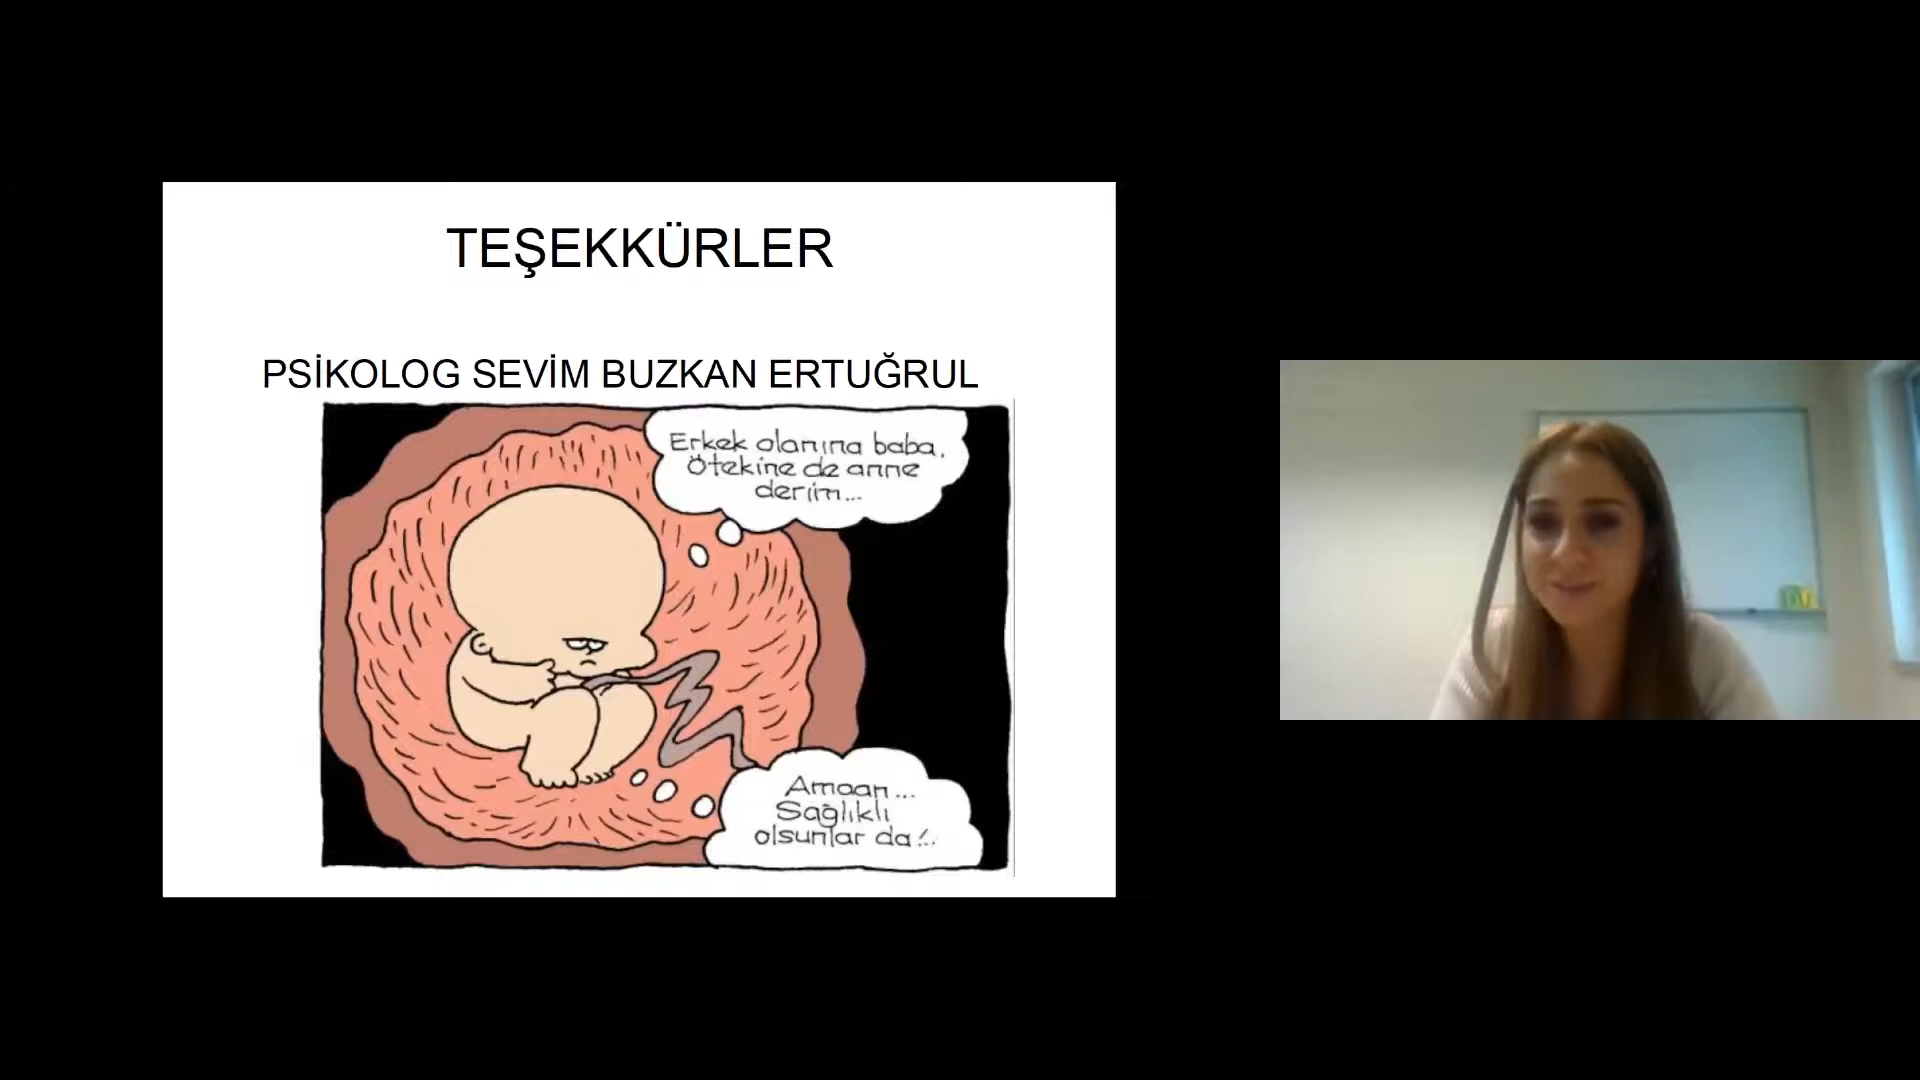 TEŞEKKÜRLER
PSİKOLOG SEVİM BUZKAN ERTUĞRUL
Erkek olanına baba,
Ötekine de anne
derim...
Amaan...
Sağlıklı
olsunlar da!..